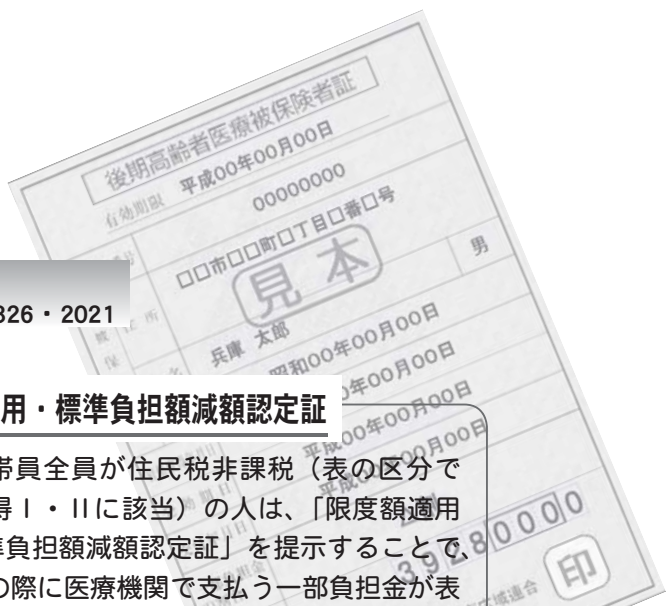 後期高齢者医療被保険者証
有効期限 平成00年00月00日
00000000
□□市□□町□丁目□番□号
見本
男
兵庫 太郎
昭和00年00月00日
年00月00日
平成00年00月00日
平成00年00月00日
39280000
印
326・2021
用・標準負担額減額認定証
帯員全員が住民税非課税(表の区分で
得Ⅰ・Ⅱに該当)の人は、「限度額適用
準負担額減額認定証」を提示することで、
の際に医療機関で支払う一部負担金が表